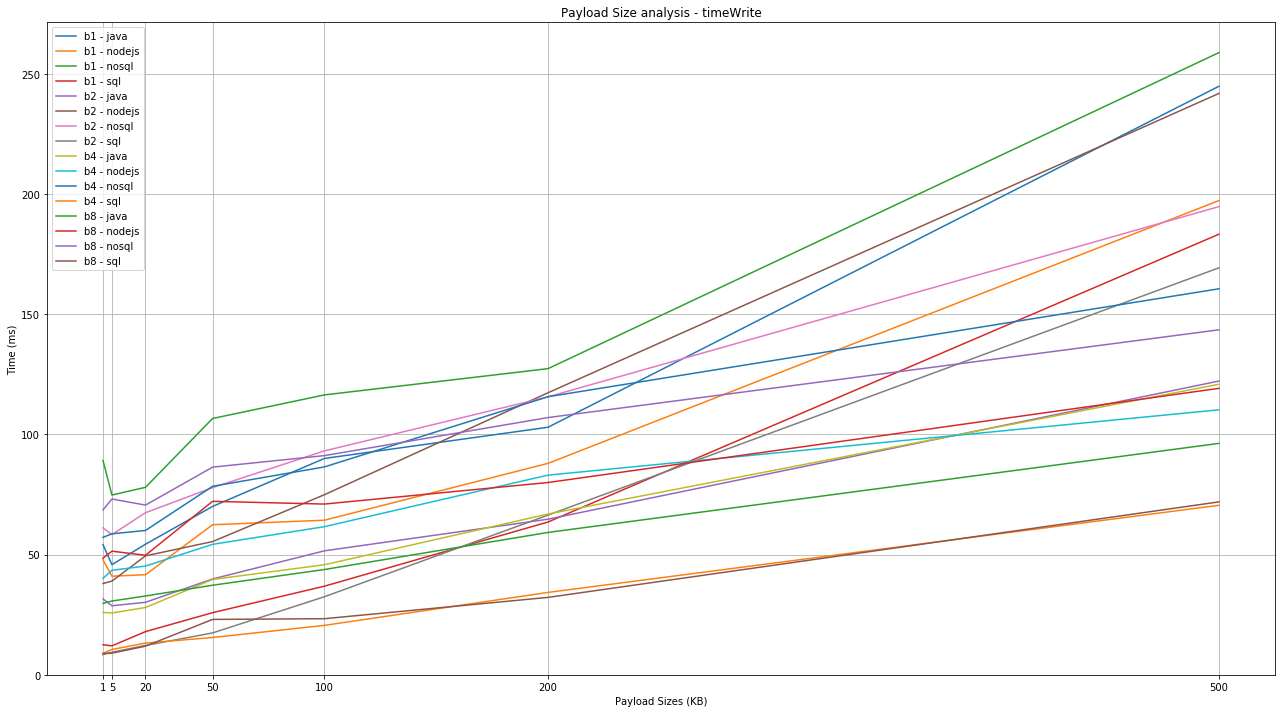 Payload Size analysis - timeWrite
b1 - java
b1 - nodejs
b1 - nosql
b1 - sql
b2 - java
b2 - nodejs
b2 - nosql
b2 - sql
b4 - java
b4 - nodejs
b4 - nosql
b4 - sql
b8 - java
b8 - nodejs
b8 - nosql
b8 - sql
250
200
150
100
50
0
Time (ms)
1 5 20 50 100 200 500
Payload Sizes (KB)